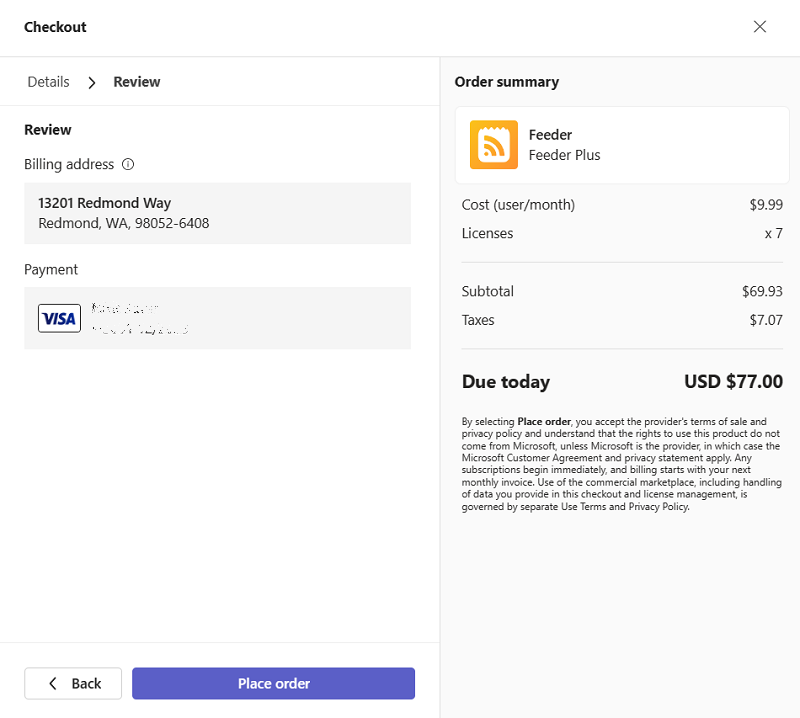 Checkout
Details > Review
Review
Billing address
13201 Redmond Way
Redmond, WA, 98052-6408
Payment
VISA
Back
Place order
Order summary
Feeder
Feeder Plus
Cost (user/month) $9.99
Licenses x 7
Subtotal $69.93
Taxes $7.07
Due today USD $77.00
By selecting Place order, you accept the provider's terms of sale and
privacy policy and understand that the rights to use this product do not
come from Microsoft, unless Microsoft is the provider, in which case the
Microsoft Customer Agreement and privacy statement apply. Any
subscriptions begin immediately, and billing starts with your next
monthly invoice. Use of the commercial marketplace, including handling
of data you provide in this checkout and license management, is
governed by separate Use Terms and Privacy Policy.